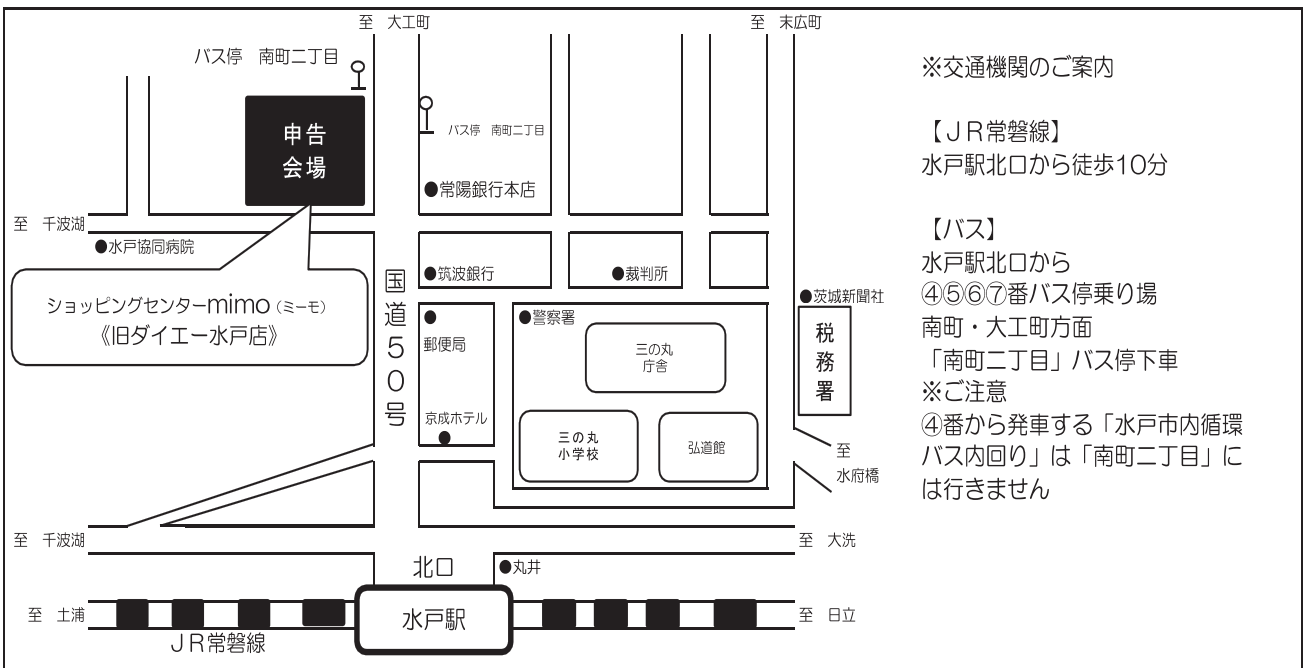 至　大工町
至　末広町
バス停　南町二丁目
バス停　南町二丁目
申告
会場
●常陽銀行本店
至　千波湖
●水戸協同病院
ショッピングセンターmimo（ミーモ）
《旧ダイエー水戸店》
国道５０号
●筑波銀行
●裁判所
●茨城新聞社
税務署
●
郵便局
●警察署
三の丸
庁舎
京成ホテル
●
三の丸
小学校
弘道館
至
水府橋
至　千波湖
至　大洗
北口
●丸井
至　土浦
水戸駅
至　日立
ＪＲ常磐線
※交通機関のご案内
【ＪＲ常磐線】
水戸駅北口から徒歩10分
【バス】
水戸駅北口から
④⑤⑥⑦番バス停乗り場
南町・大工町方面
「南町二丁目」バス停下車
※ご注意
④番から発車する「水戸市内循環
バス内回り」は「南町二丁目」に
は行きません